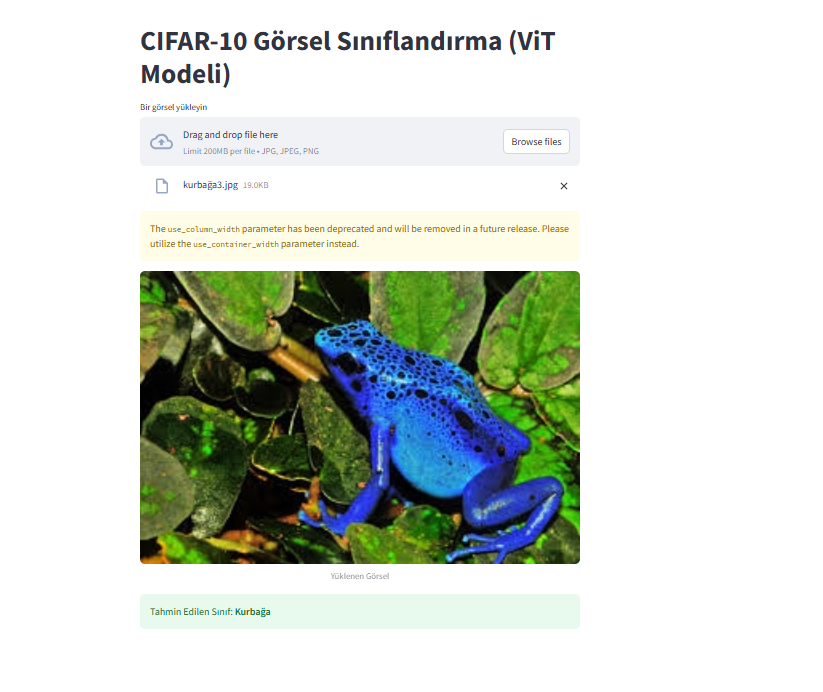 CIFAR-10 Görsel Sınıflandırma (ViT
Modeli)
Bir görsel yükleyin
Drag and drop file here
Limit 200MB per file • JPG, JPEG, PNG
Browse files
kurbağa3.jpg 19.0KB
The use_column_width parameter has been deprecated and will be removed in a future release. Please
utilize the use_container_width parameter instead.
Yüklenen Görsel
Tahmin Edilen Sınıf: Kurbağa